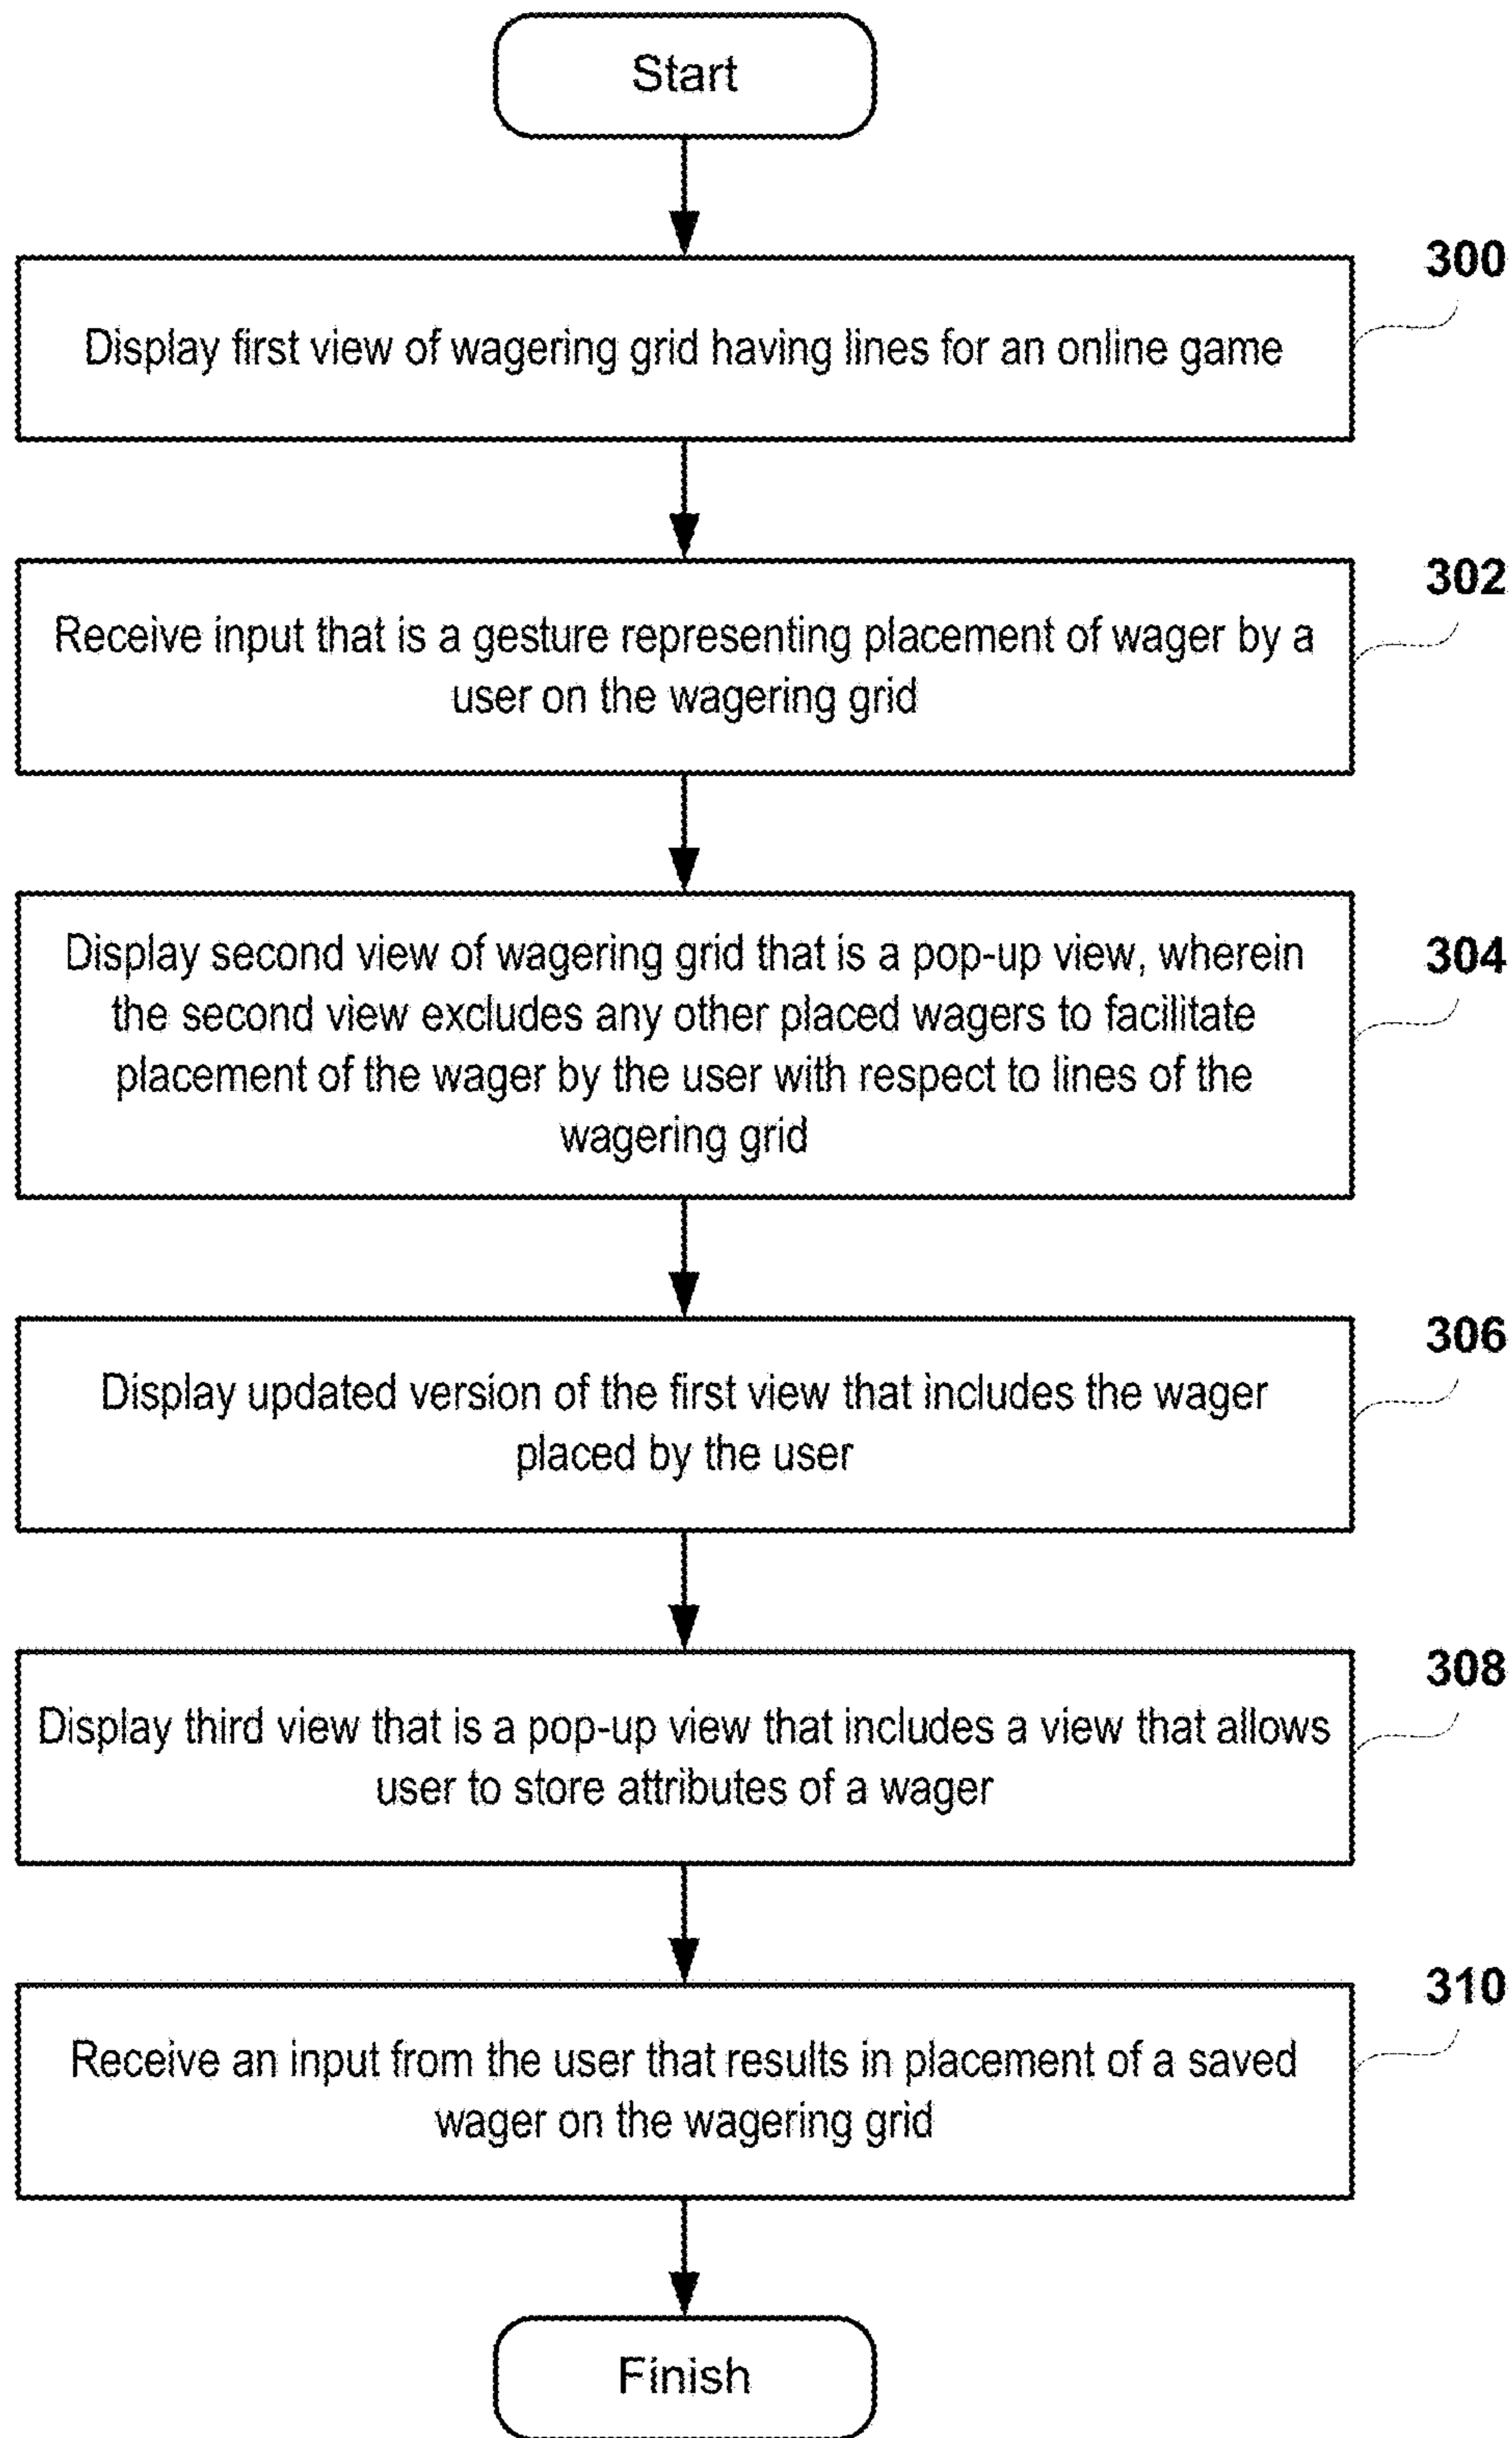 Start
300
Display first view of wagering grid having lines for an online game
302
Receive input that is a gesture representing placement of wager by a
user on the wagering grid
304
Display second view of wagering grid that is a pop-up view, wherein
the second view excludes any other placed wagers to facilitate
placement of the wager by the user with respect to lines of the
wagering grid
306
Display updated version of the first view that includes the wager
placed by the user
308
Display third view that is a pop-up view that includes a view that allows
user to store attributes of a wager
310
Receive an input from the user that results in placement of a saved
wager on the wagering grid
Finish